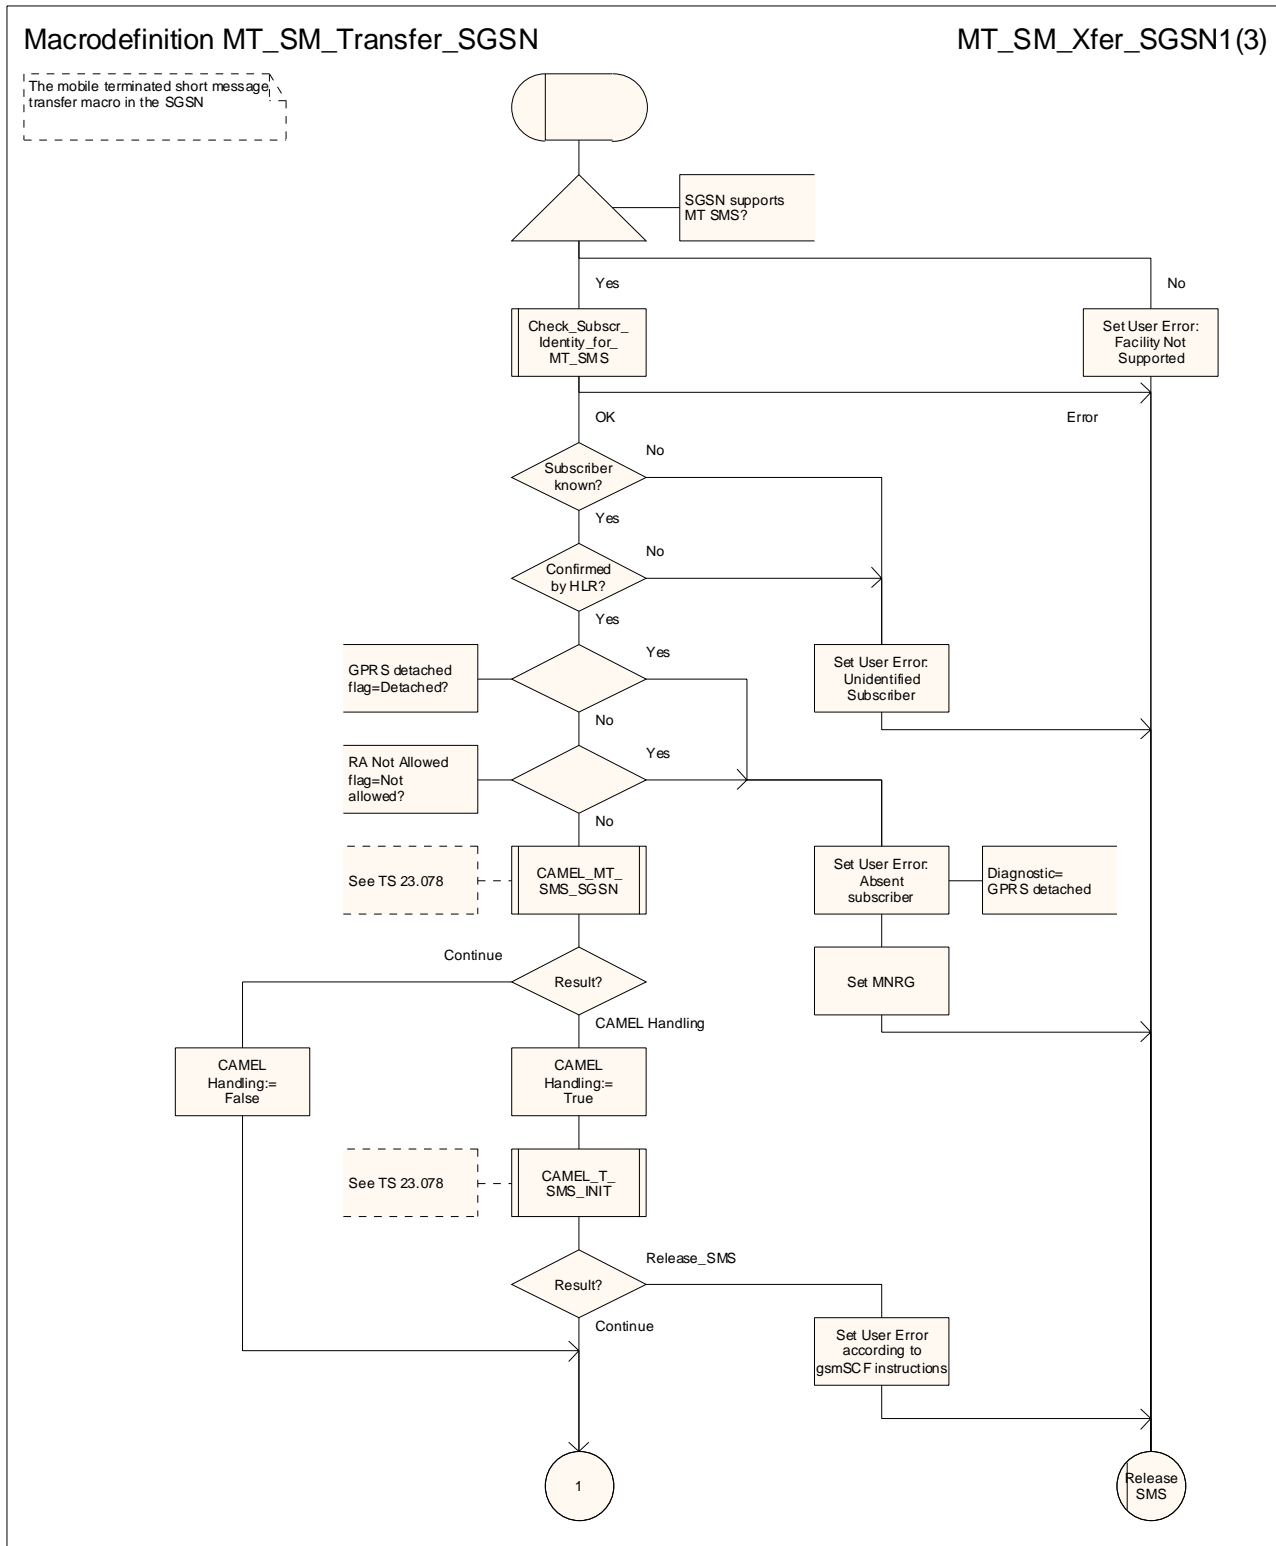 Macrodefinition MT_SM_Transfer_SGSN
MT_SM_Xfer_SGSN1(3)
The mobile terminated short message
transfer macro in the SGSN
SGSN supports
MT SMS?
Yes
No
Check_Subscr_
Identity_for_
MT_SMS
Set User Error:
Facility Not
Supported
OK
Error
Subscriber
known?
No
Yes
Confirmed
by HLR?
No
Yes
GPRS detached
flag=Detached?
Yes
Set User Error:
Unidentified
Subscriber
No
RA Not Allowed
flag=Not
allowed?
Yes
No
See TS 23.078
CAMEL_MT_
SMS_SGSN
Set User Error:
Absent
subscriber
Diagnostic=
GPRS detached
Continue
Result?
Set MNRG
CAMEL Handling
CAMEL
Handling:=
False
CAMEL
Handling:=
True
See TS 23.078
CAMEL_T_
SMS_INIT
Result?
Release_SMS
Continue
Set User Error
according to
gsmSCF instructions
1
Release
SMS